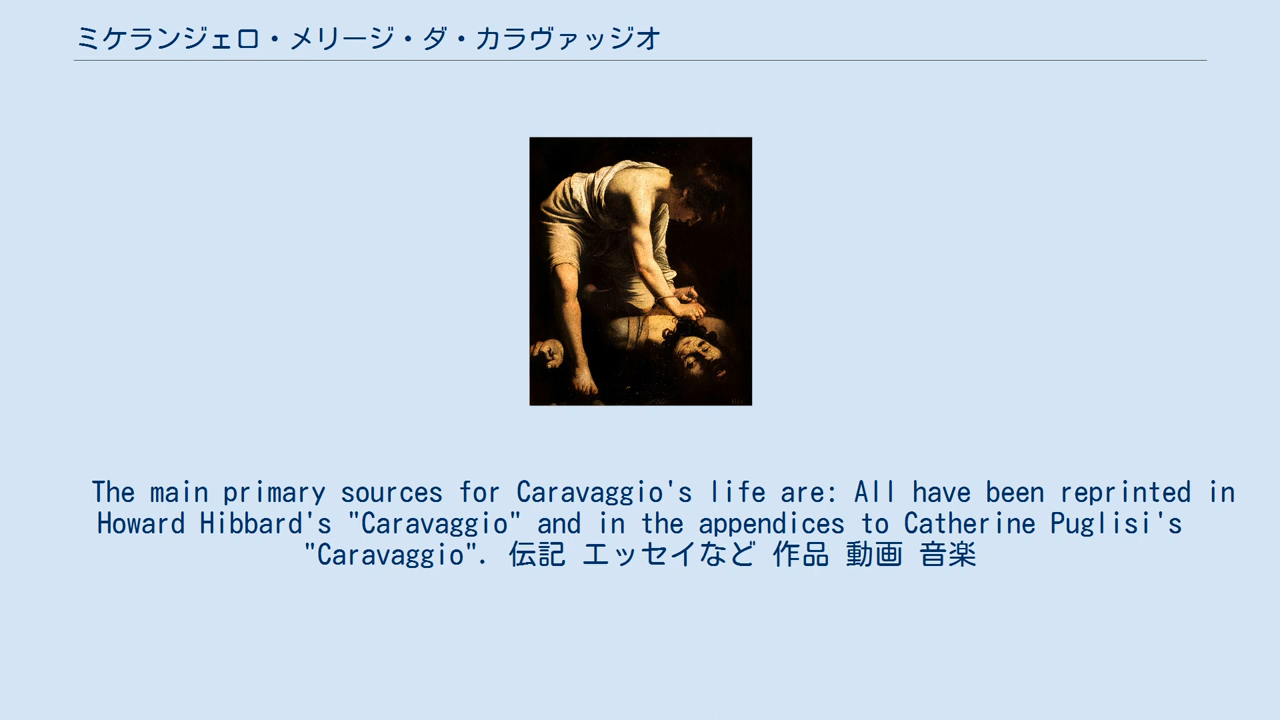 ミケランジェロ・メリージ・ダ・カラヴァッジオ
The main primary sources for Caravaggio's life are: All have been reprinted in
Howard Hibbard's "Caravaggio" and in the appendices to Catherine Puglisi's
"Caravaggio". 伝記 エッセイなど 作品 動画 音楽